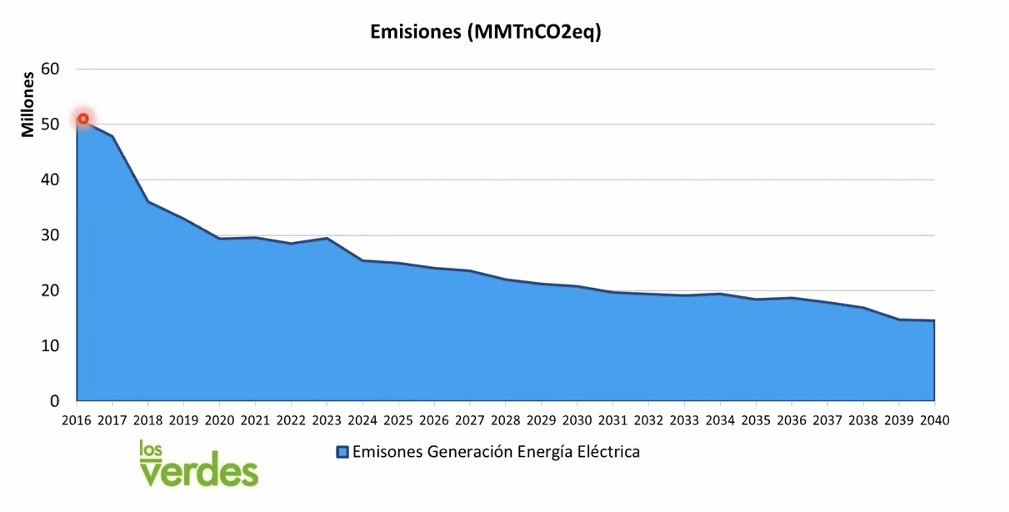 Emisiones (MMTnCO2eq)
Millones
60
50
40
30
20
10
0
2016 2017 2018 2019 2020 2021 2022 2023 2024 2025 2026 2027 2028 2029 2030 2031 2032 2033 2034 2035 2036 2037 2038 2039 2040
Emisones Generación Energía Eléctrica
los
verdes